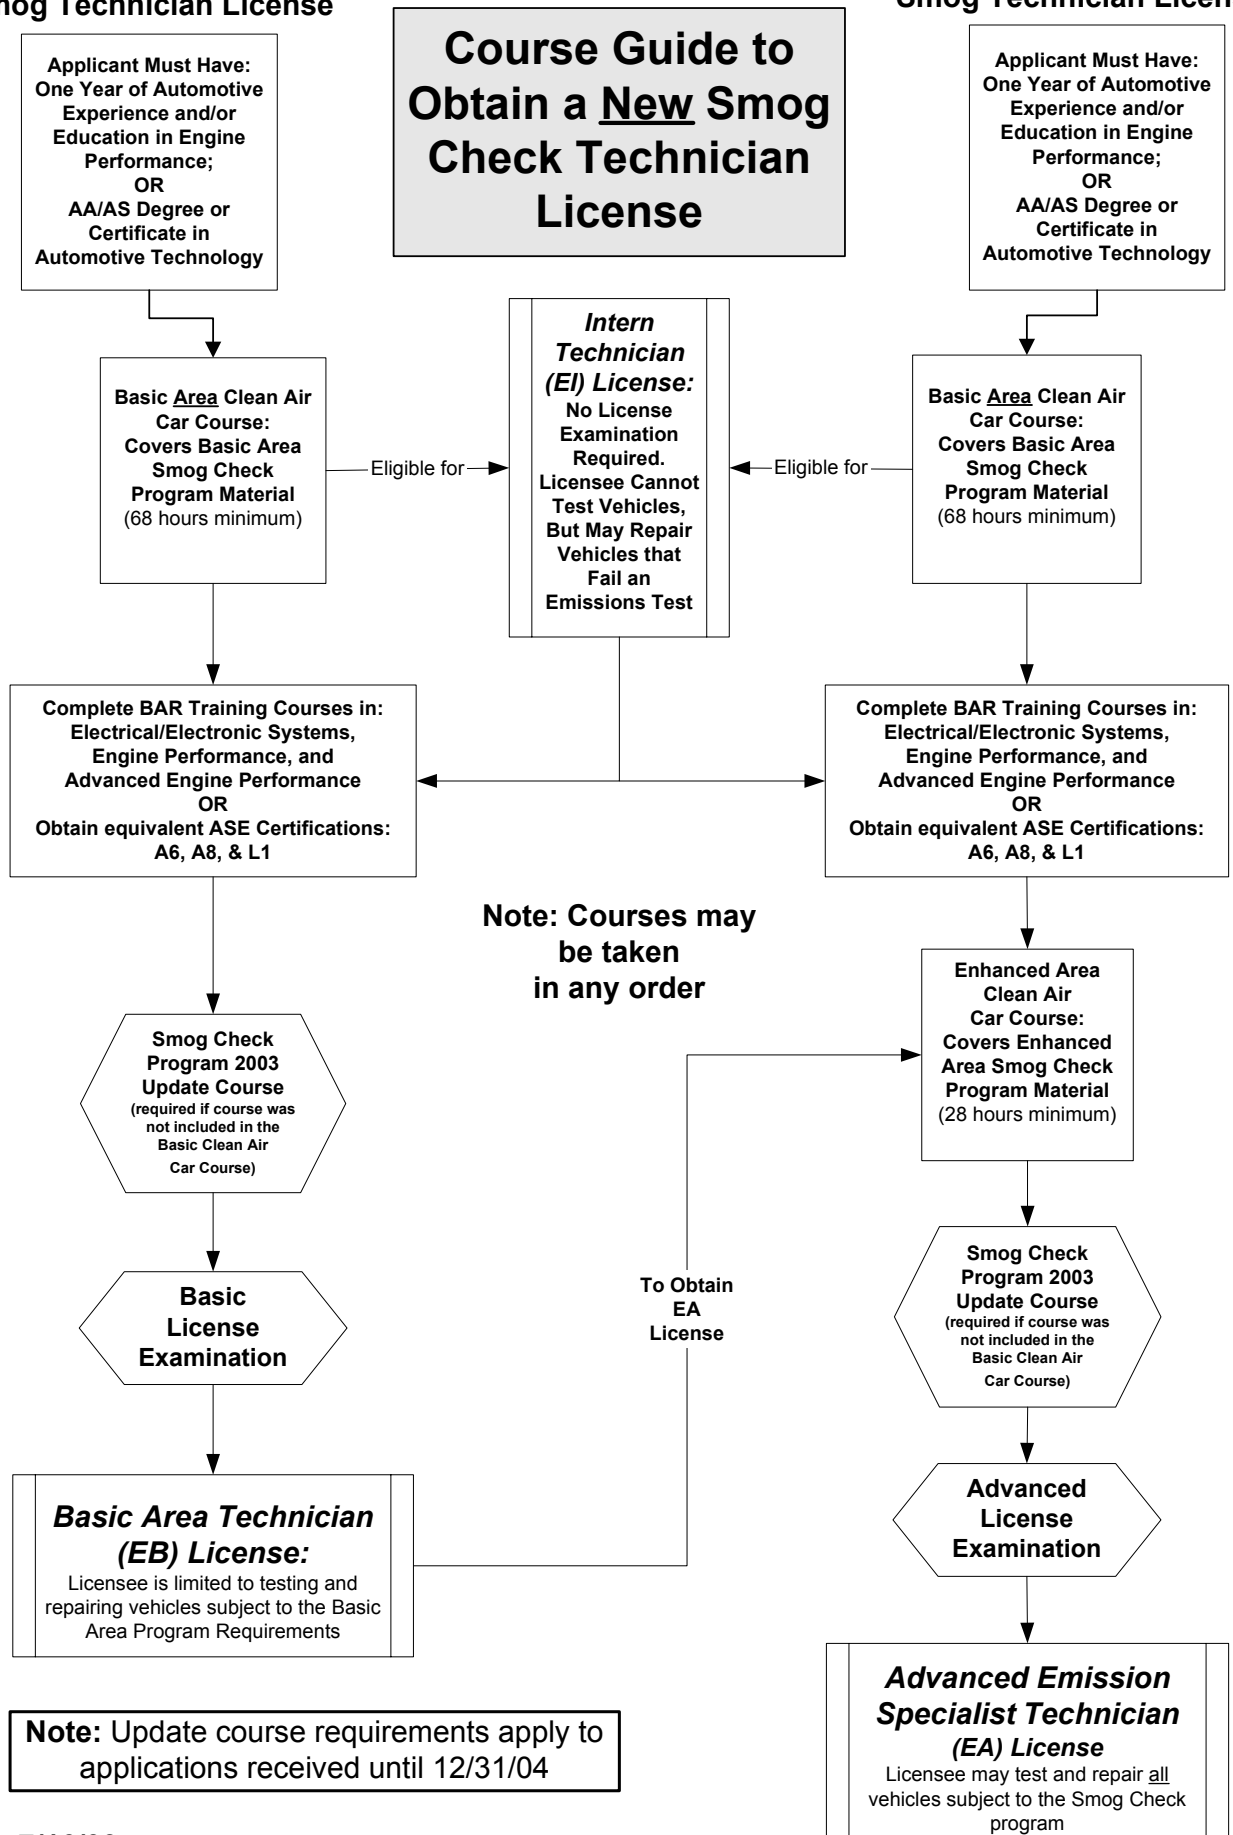 Smog Technician License
Applicant Must Have:
One Year of Automotive
Experience and/or
Education in Engine
Performance;
OR
AA/AS Degree or
Certificate in
Automotive Technology
Basic Area Clean Air
Car Course:
Covers Basic Area
Smog Check
Program Material
(68 hours minimum)
Eligible for
Complete BAR Training Courses in:
Electrical/Electronic Systems,
Engine Performance, and
Advanced Engine Performance
OR
Obtain equivalent ASE Certifications:
A6, A8, & L1
Smog Check
Program 2003
Update Course
(required if course was
not included in the
Basic Clean Air
Car Course)
Basic
License
Examination
Basic Area Technician
(EB) License:
Licensee is limited to testing and
repairing vehicles subject to the Basic
Area Program Requirements
Note: Update course requirements apply to
applications received until 12/31/04
Course Guide to
Obtain a New Smog
Check Technician
License
Intern
Technician
(EI) License:
No License
Examination
Required.
Licensee Cannot
Test Vehicles,
But May Repair
Vehicles that
Fail an
Emissions Test
Note: Courses may
be taken
in any order
To Obtain
EA
License
Smog Technician Licen
Applicant Must Have:
One Year of Automotive
Experience and/or
Education in Engine
Performance;
OR
AA/AS Degree or
Certificate in
Automotive Technology
Basic Area Clean Air
Car Course:
Covers Basic Area
Smog Check
Program Material
(68 hours minimum)
Eligible for
Complete BAR Training Courses in:
Electrical/Electronic Systems,
Engine Performance, and
Advanced Engine Performance
OR
Obtain equivalent ASE Certifications:
A6, A8, & L1
Enhanced Area
Clean Air
Car Course:
Covers Enhanced
Area Smog Check
Program Material
(28 hours minimum)
Smog Check
Program 2003
Update Course
(required if course was
not included in the
Basic Clean Air
Car Course)
Advanced
License
Examination
Advanced Emission
Specialist Technician
(EA) License
Licensee may test and repair all
vehicles subject to the Smog Check
program